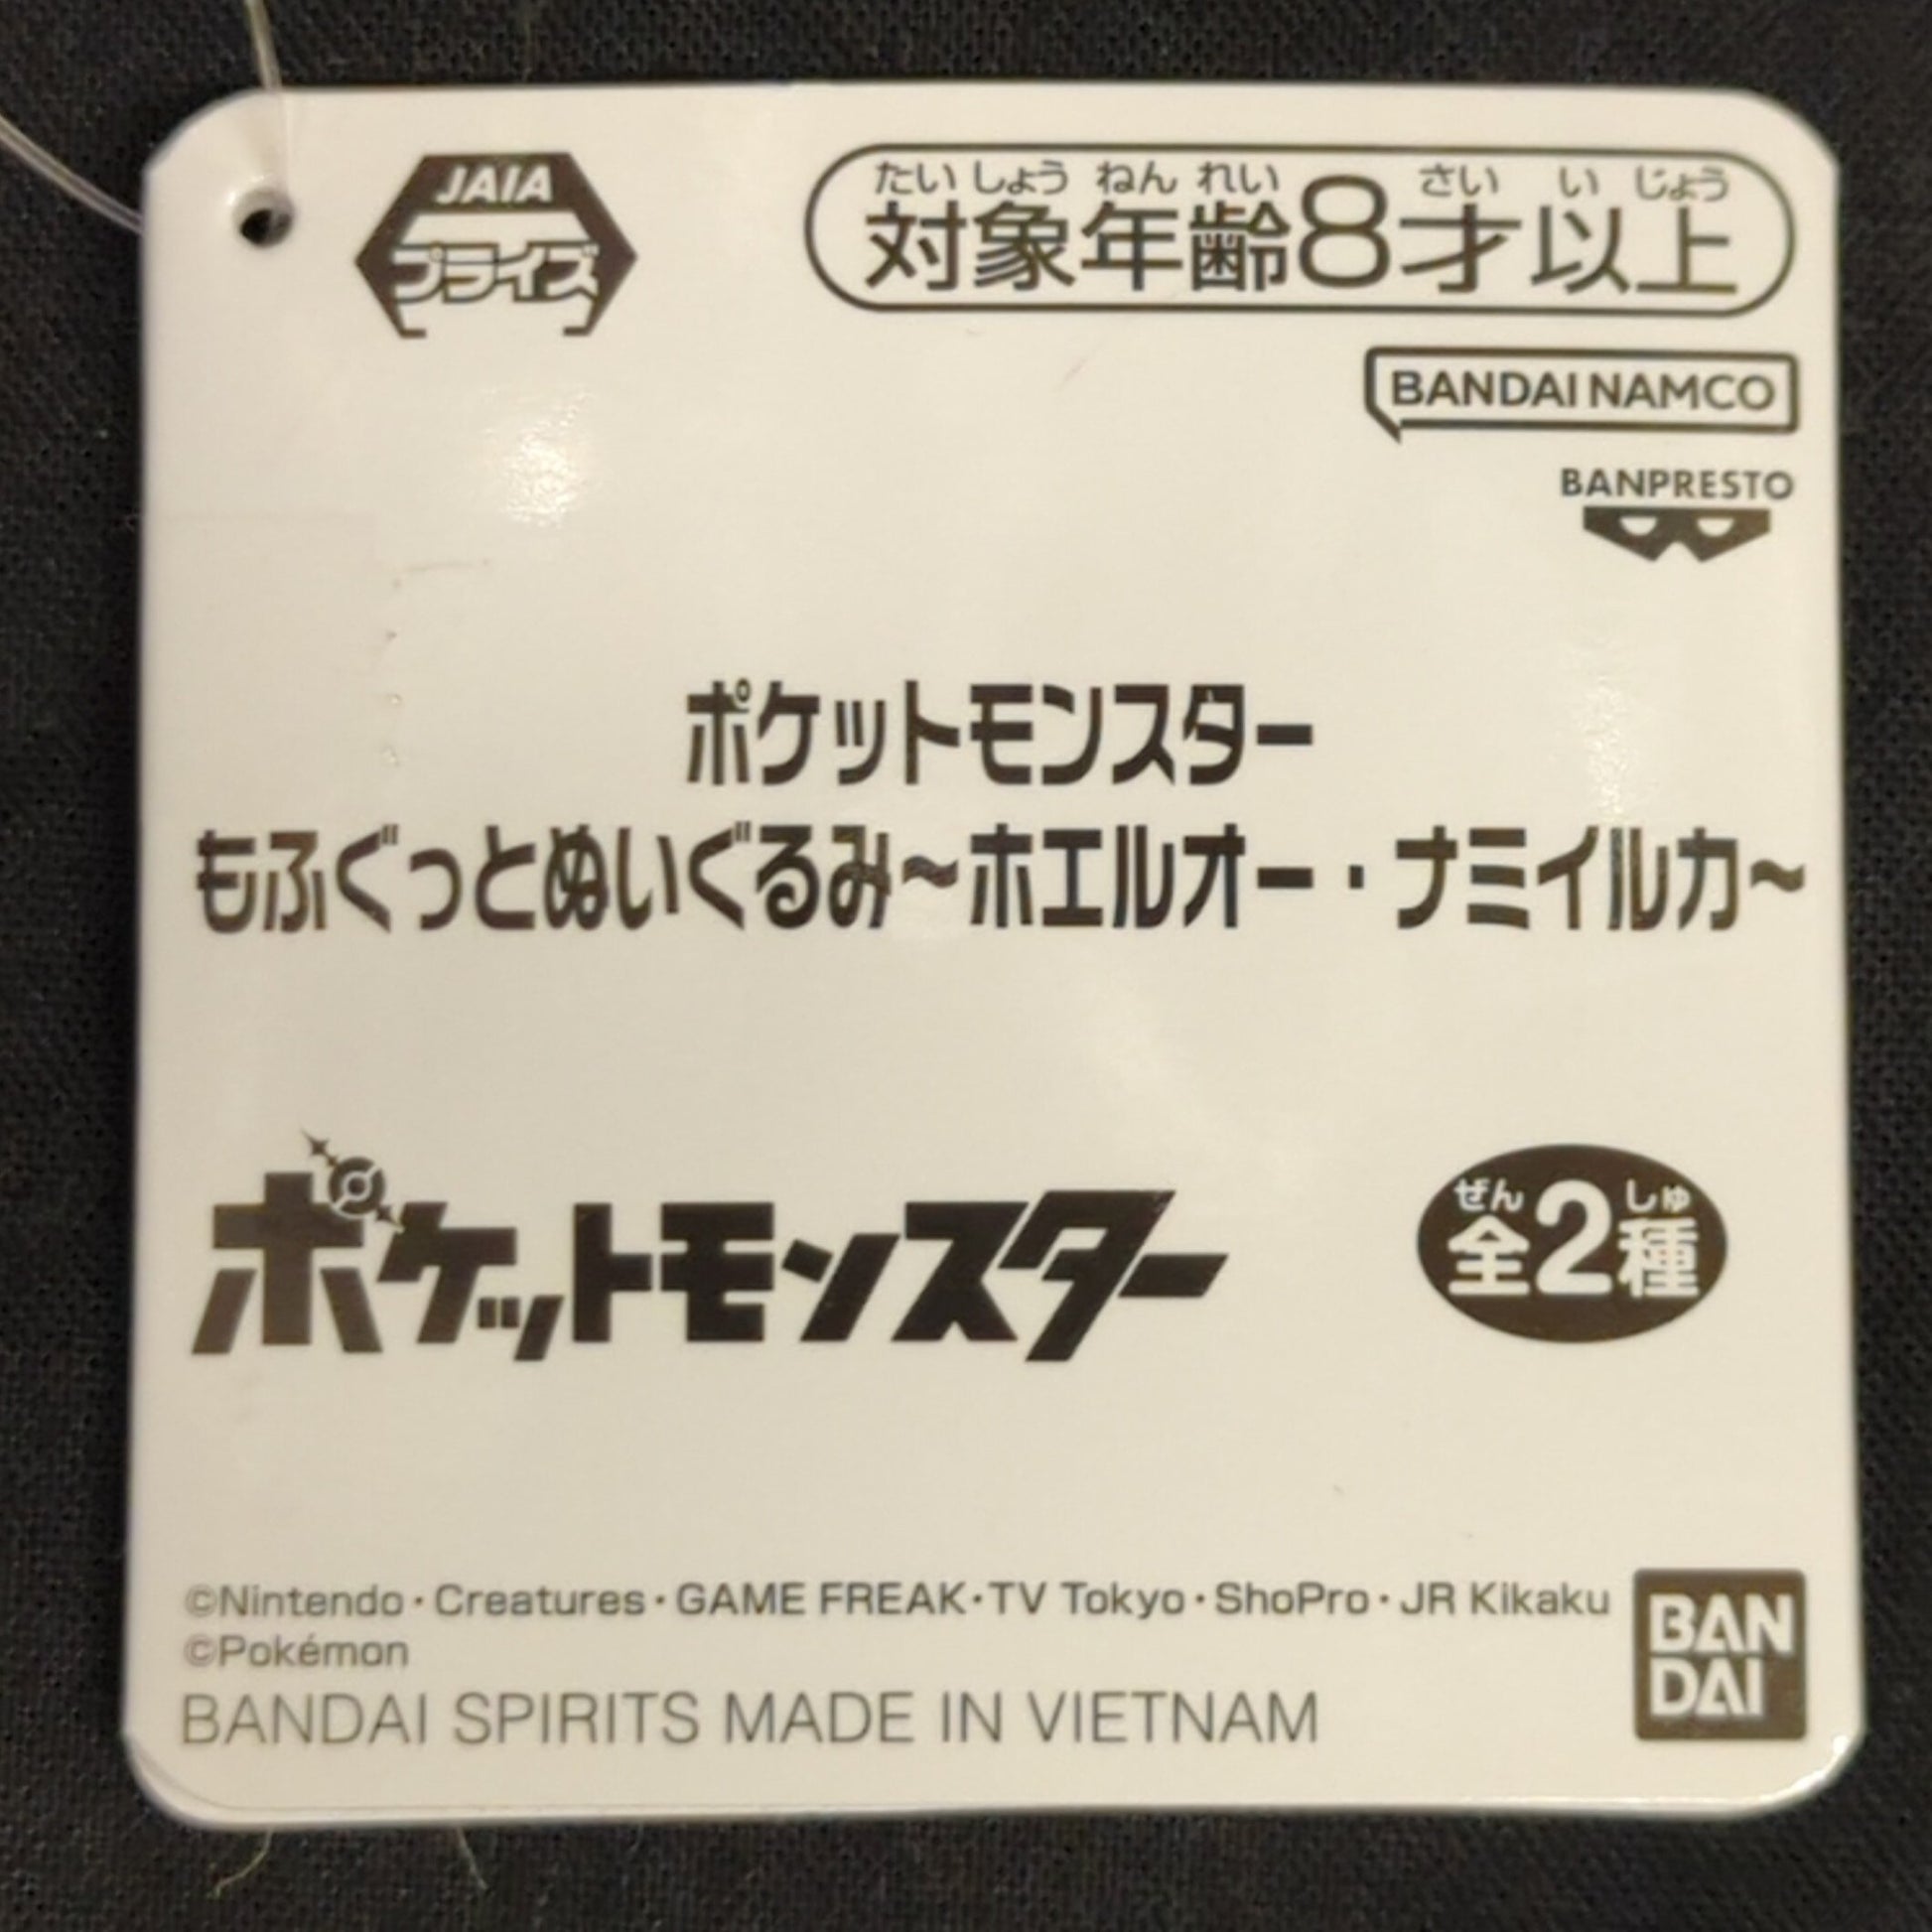 JAIA
プライズ
たいしょうねんれい さいいじょう
対象年齢8才以上
BANDAI NAMCO
BANPRESTO
ポケットモンスター
もふぐっとぬいぐるみ～ホエルオー・ナミイルカ～
ポケットモンスター
ぜん しゅ
全2種
©Nintendo・Creatures・GAME FREAK・TV Tokyo・ShoPro・JR Kikaku
©Pokémon
BANDAI SPIRITS MADE IN VIETNAM
BAN
DAI